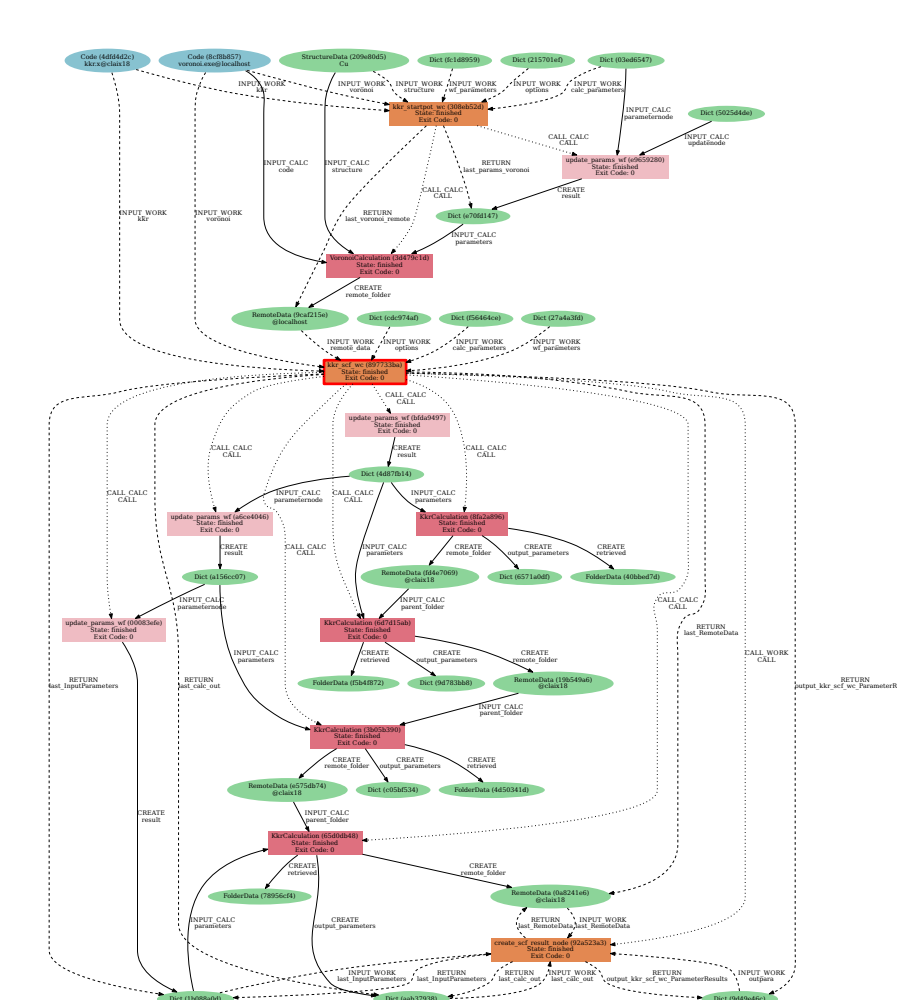 Code (4dfd4d2c)
kkr.x@claix18
Code (8cf8b857)
voronoi.exe@localhost
StructureData (209e80d5)
Cu
Dict (fc1d8959)
Dict (215701ef)
Dict (03ed6547)
INPUT_WORK
kkr
INPUT_WORK
voronoi
INPUT_WORK
structure
INPUT_WORK
wf_parameters
INPUT_WORK
options
INPUT_WORK
calc_parameters
kkr_startpot_wc (308eb52d)
State: finished
Exit Code: 0
INPUT_CALC
parameternode
Dict (5025d4de)
CALL_CALC
CALL
INPUT_CALC
updatenode
INPUT_CALC
code
INPUT_CALC
structure
RETURN
last_params_voronoi
update_params_wf (e9659280)
State: finished
Exit Code: 0
CALL_CALC
CALL
CREATE
result
INPUT_WORK
kkr
INPUT_WORK
voronoi
RETURN
last_voronoi_remote
Dict (e70fd147)
INPUT_CALC
parameters
VoronoiCalculation (3d479c1d)
State: finished
Exit Code: 0
CREATE
remote_folder
RemoteData (9caf215e)
@localhost
Dict (cdc974af)
Dict (f56464ce)
Dict (27a4a3fd)
INPUT_WORK
remote_data
INPUT_WORK
options
INPUT_WORK
calc_parameters
INPUT_WORK
wf_parameters
kkr_scf_wc (897733ba)
State: finished
Exit Code: 0
CALL_CALC
CALL
update_params_wf (bfda9497)
State: finished
Exit Code: 0
CALL_CALC
CALL
CREATE
result
CALL_CALC
CALL
Dict (4d87fb14)
CALL_CALC
CALL
INPUT_CALC
parameternode
CALL_CALC
CALL
INPUT_CALC
parameters
update_params_wf (a6ce4046)
State: finished
Exit Code: 0
KkrCalculation (8fa2a896)
State: finished
Exit Code: 0
CREATE
result
CALL_CALC
CALL
INPUT_CALC
parameters
CREATE
remote_folder
CREATE
output_parameters
CREATE
retrieved
Dict (a156cc07)
RemoteData (fd4e7069)
@claix18
Dict (6571a0df)
FolderData (40bbed7d)
INPUT_CALC
parameternode
INPUT_CALC
parent_folder
CALL_CALC
CALL
update_params_wf (00083efe)
State: finished
Exit Code: 0
KkrCalculation (6d7d15ab)
State: finished
Exit Code: 0
RETURN
last_RemoteData
INPUT_CALC
parameters
CREATE
retrieved
CREATE
output_parameters
CREATE
remote_folder
CALL_WORK
CALL
RETURN
last_InputParameters
RETURN
last_calc_out
FolderData (f5b4f872)
Dict (9d783bb8)
RemoteData (19b549a6)
@claix18
RETURN
output_kkr_scf_wc_ParameterR
INPUT_CALC
parent_folder
KkrCalculation (3b05b390)
State: finished
Exit Code: 0
CREATE
remote_folder
CREATE
output_parameters
CREATE
retrieved
RemoteData (e575db74)
@claix18
Dict (c05bf534)
FolderData (4d50341d)
CREATE
result
INPUT_CALC
parent_folder
KkrCalculation (65d0db48)
State: finished
Exit Code: 0
CREATE
retrieved
CREATE
remote_folder
FolderData (78956cf4)
RemoteData (0a8241e6)
@claix18
INPUT_CALC
parameters
CREATE
output_parameters
RETURN
last_RemoteData
INPUT_WORK
last_RemoteData
create_scf_result_node (92a523a3)
State: finished
Exit Code: 0
INPUT_WORK
last_InputParameters
RETURN
last_InputParameters
RETURN
last_calc_out
INPUT_WORK
last_calc_out
RETURN
output_kkr_scf_wc_ParameterResults
INPUT_WORK
outpara
Dict (1b088a0d)
Dict (aab37938)
Dict (9d49e46c)